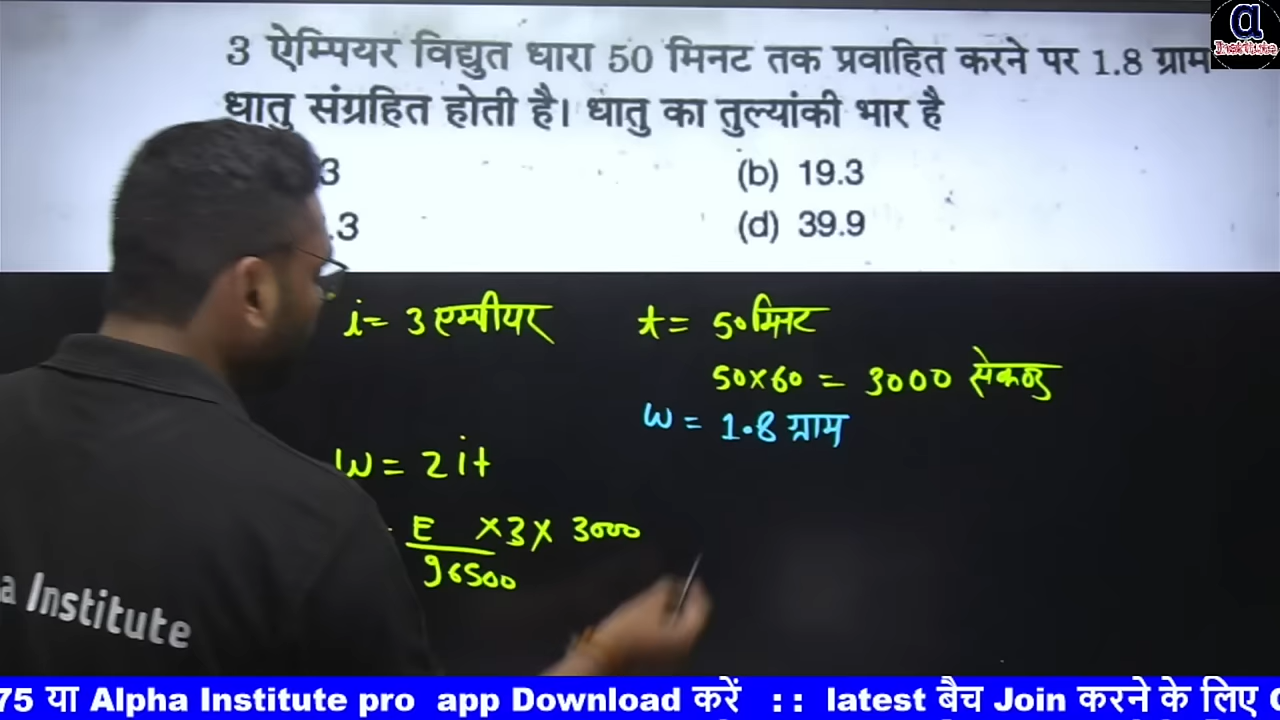 α
Institute
3 ऐम्पियर विद्युत धारा 50 मिनट तक प्रवाहित करने पर 1.8 ग्राम
धातु संग्रहित होती है। धातु का तुल्यांकी भार है
3 (b) 19.3
.3 (d) 39.9
i = 3 एम्पीयर t = 50 मिनट
50 × 60 = 3000 सेकण्ड
W = 1.8 ग्राम
W = Z i t
= E × 3 × 3000
96500
a Institute
75 या Alpha Institute pro app Download करें :: latest बैच Join करने के लिए